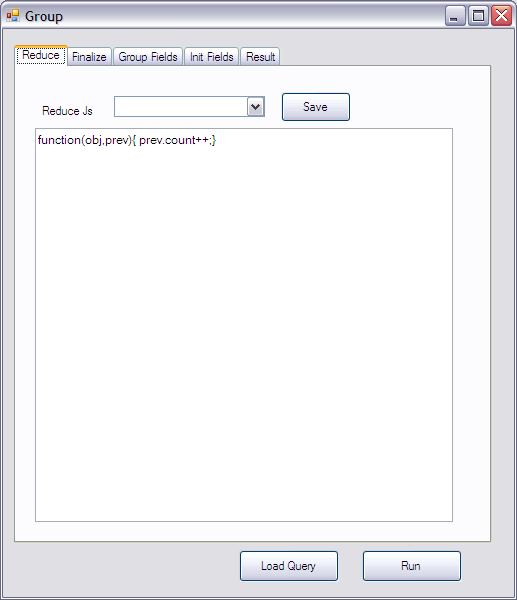 Group
Reduce Finalize Group Fields Init Fields Result
Reduce Js Save
function(obj,prev){ prev.count++;}
Load Query Run